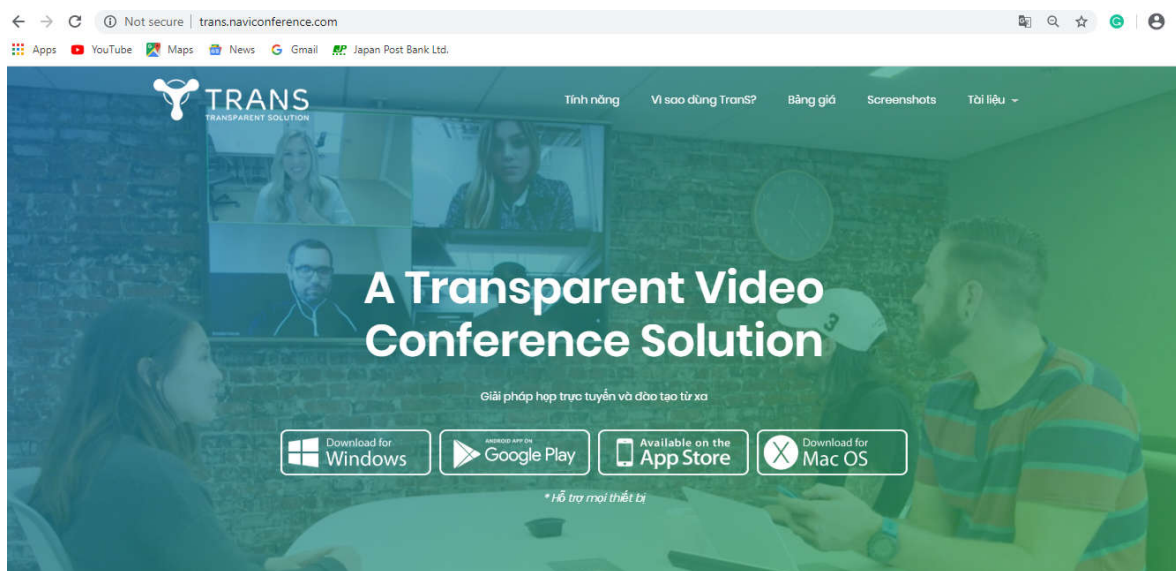 Not secure | trans.naviconference.com
Apps YouTube Maps News Gmail Japan Post Bank Ltd.
TRANS
TRANSPARENT SOLUTION
Tính năng Vì sao dùng TranS? Bảng giá Screenshots Tài liệu
A Transparent Video
Conference Solution
Giải pháp họp trực tuyến và đào tạo từ xa
Download for
Windows
ANDROID APP ON
Google Play
Available on the
App Store
Download for
Mac OS
* Hỗ trợ mọi thiết bị